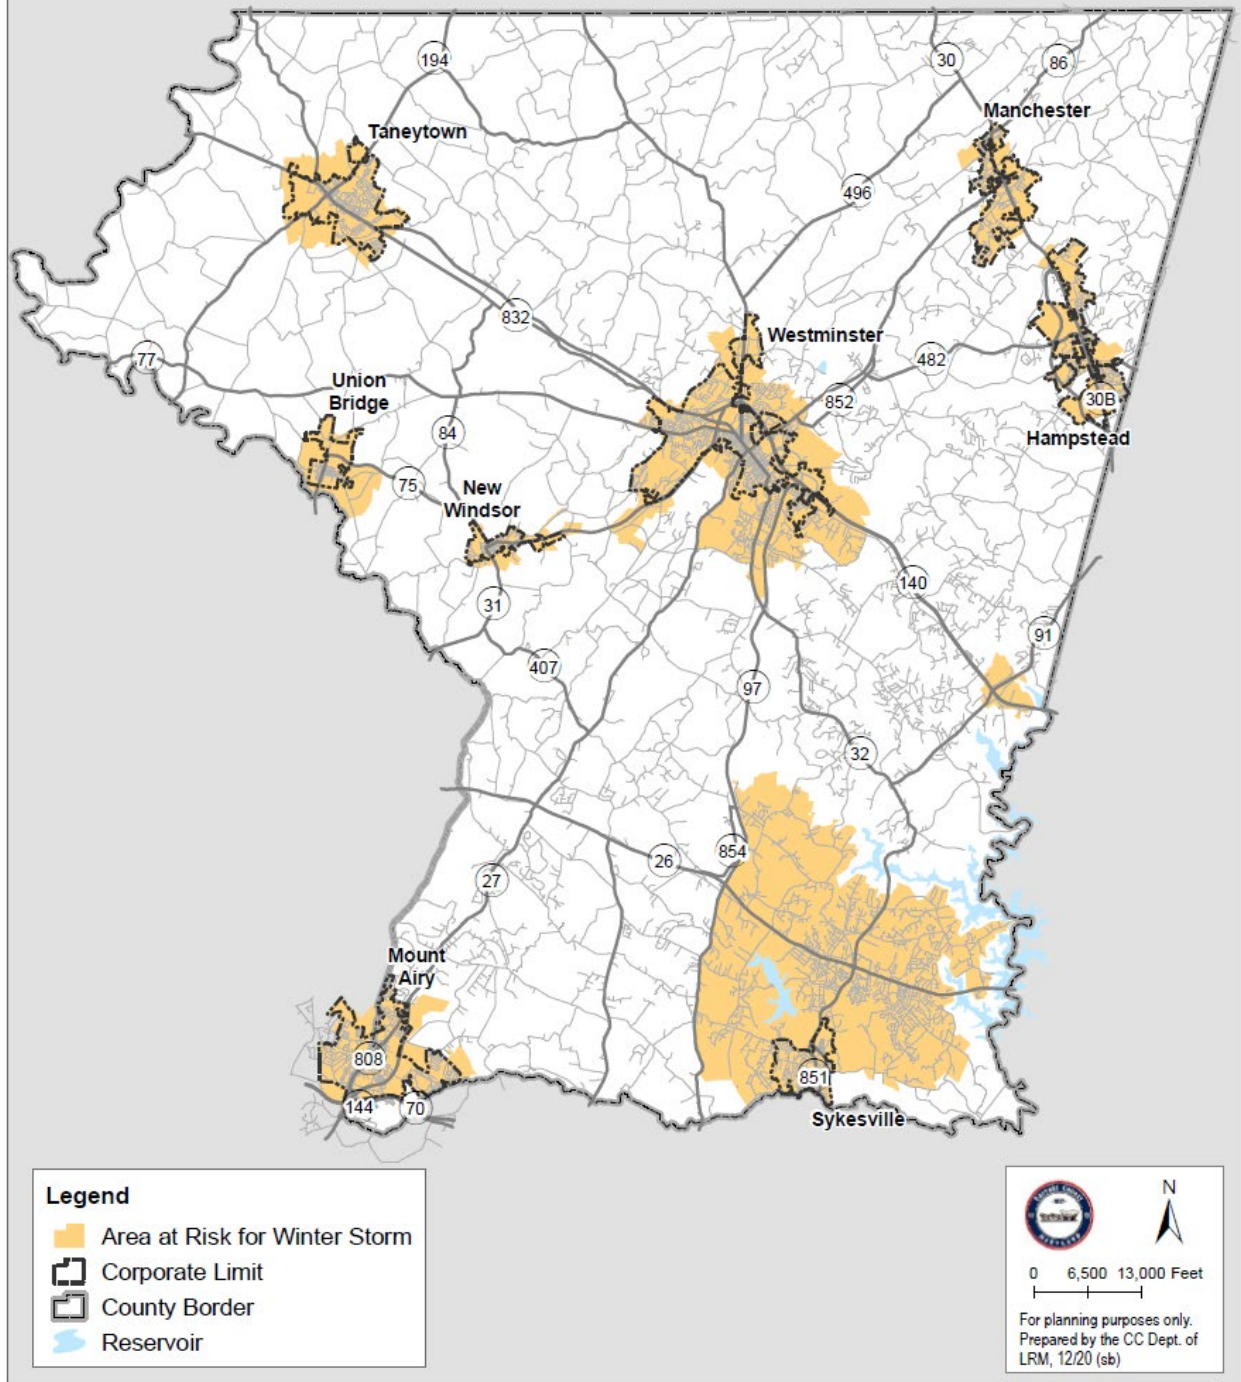 194
30
86
Manchester
Taneytown
496
832
Westminster
77
482
Union
Bridge
852
30B
84
Hampstead
75
New
Windsor
140
31
91
407
97
32
854
26
27
Mount
Airy
808
851
144
70
Sykesville
Legend
Area at Risk for Winter Storm
Corporate Limit
County Border
Reservoir
N
0 6,500 13,000 Feet
For planning purposes only.
Prepared by the CC Dept. of
LRM, 12/20 (sb)